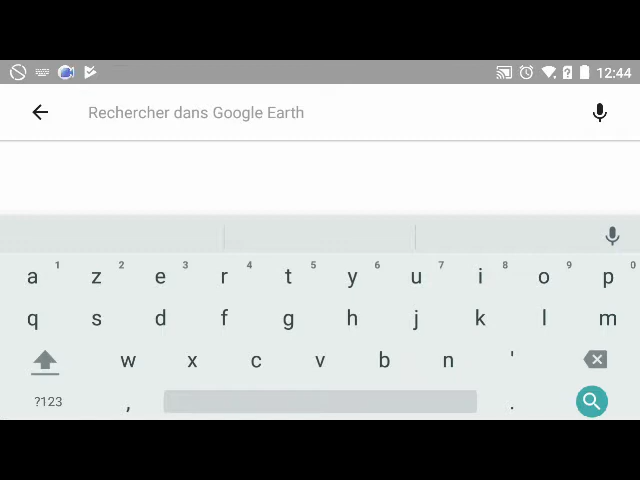 12:44
Rechercher dans Google Earth
a 1 z 2 e 3 r 4 t 5 y 6 u 7 i 8 o 9 p 0
q s d f g h j k l m
w x c v b n '
?123 , .